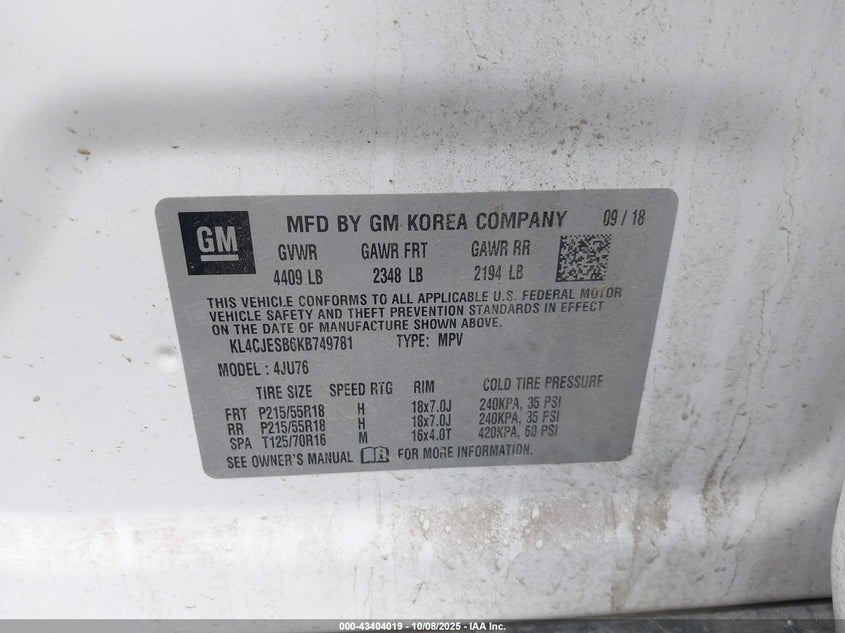 GM
MFD BY GM KOREA COMPANY 09 / 18
GVWR GAWR FRT GAWR RR
4409 LB 2348 LB 2194 LB
THIS VEHICLE CONFORMS TO ALL APPLICABLE U.S. FEDERAL MOTOR
VEHICLE SAFETY AND THEFT PREVENTION STANDARDS IN EFFECT
ON THE DATE OF MANUFACTURE SHOWN ABOVE.
KL4CJESB6KB749781 TYPE: MPV
MODEL : 4JU76
TIRE SIZE SPEED RTG RIM COLD TIRE PRESSURE
FRT P215/55R18 H 18x7.0J 240KPA, 35 PSI
RR P215/55R18 H 18x7.0J 240KPA, 35 PSI
SPA T125/70R16 M 16x4.0T 420KPA, 60 PSI
SEE OWNER'S MANUAL FOR MORE INFORMATION.
000-43404019 - 10/08/2025 - IAA Inc.